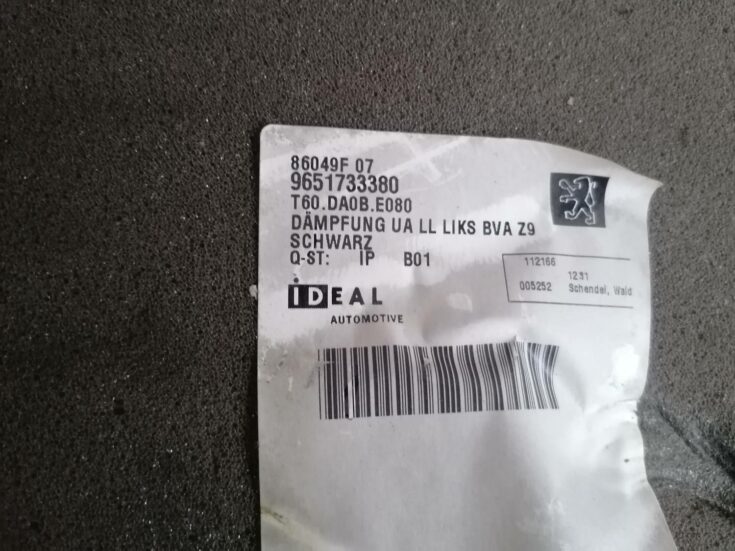 86049F 07
9651733380
T60.DA0B.E080
DÄMPFUNG UA LL LIKS BVA Z9
SCHWARZ
Q-ST: IP B01
112166
1231
005252 Schendel, Wald
IDEAL
AUTOMOTIVE